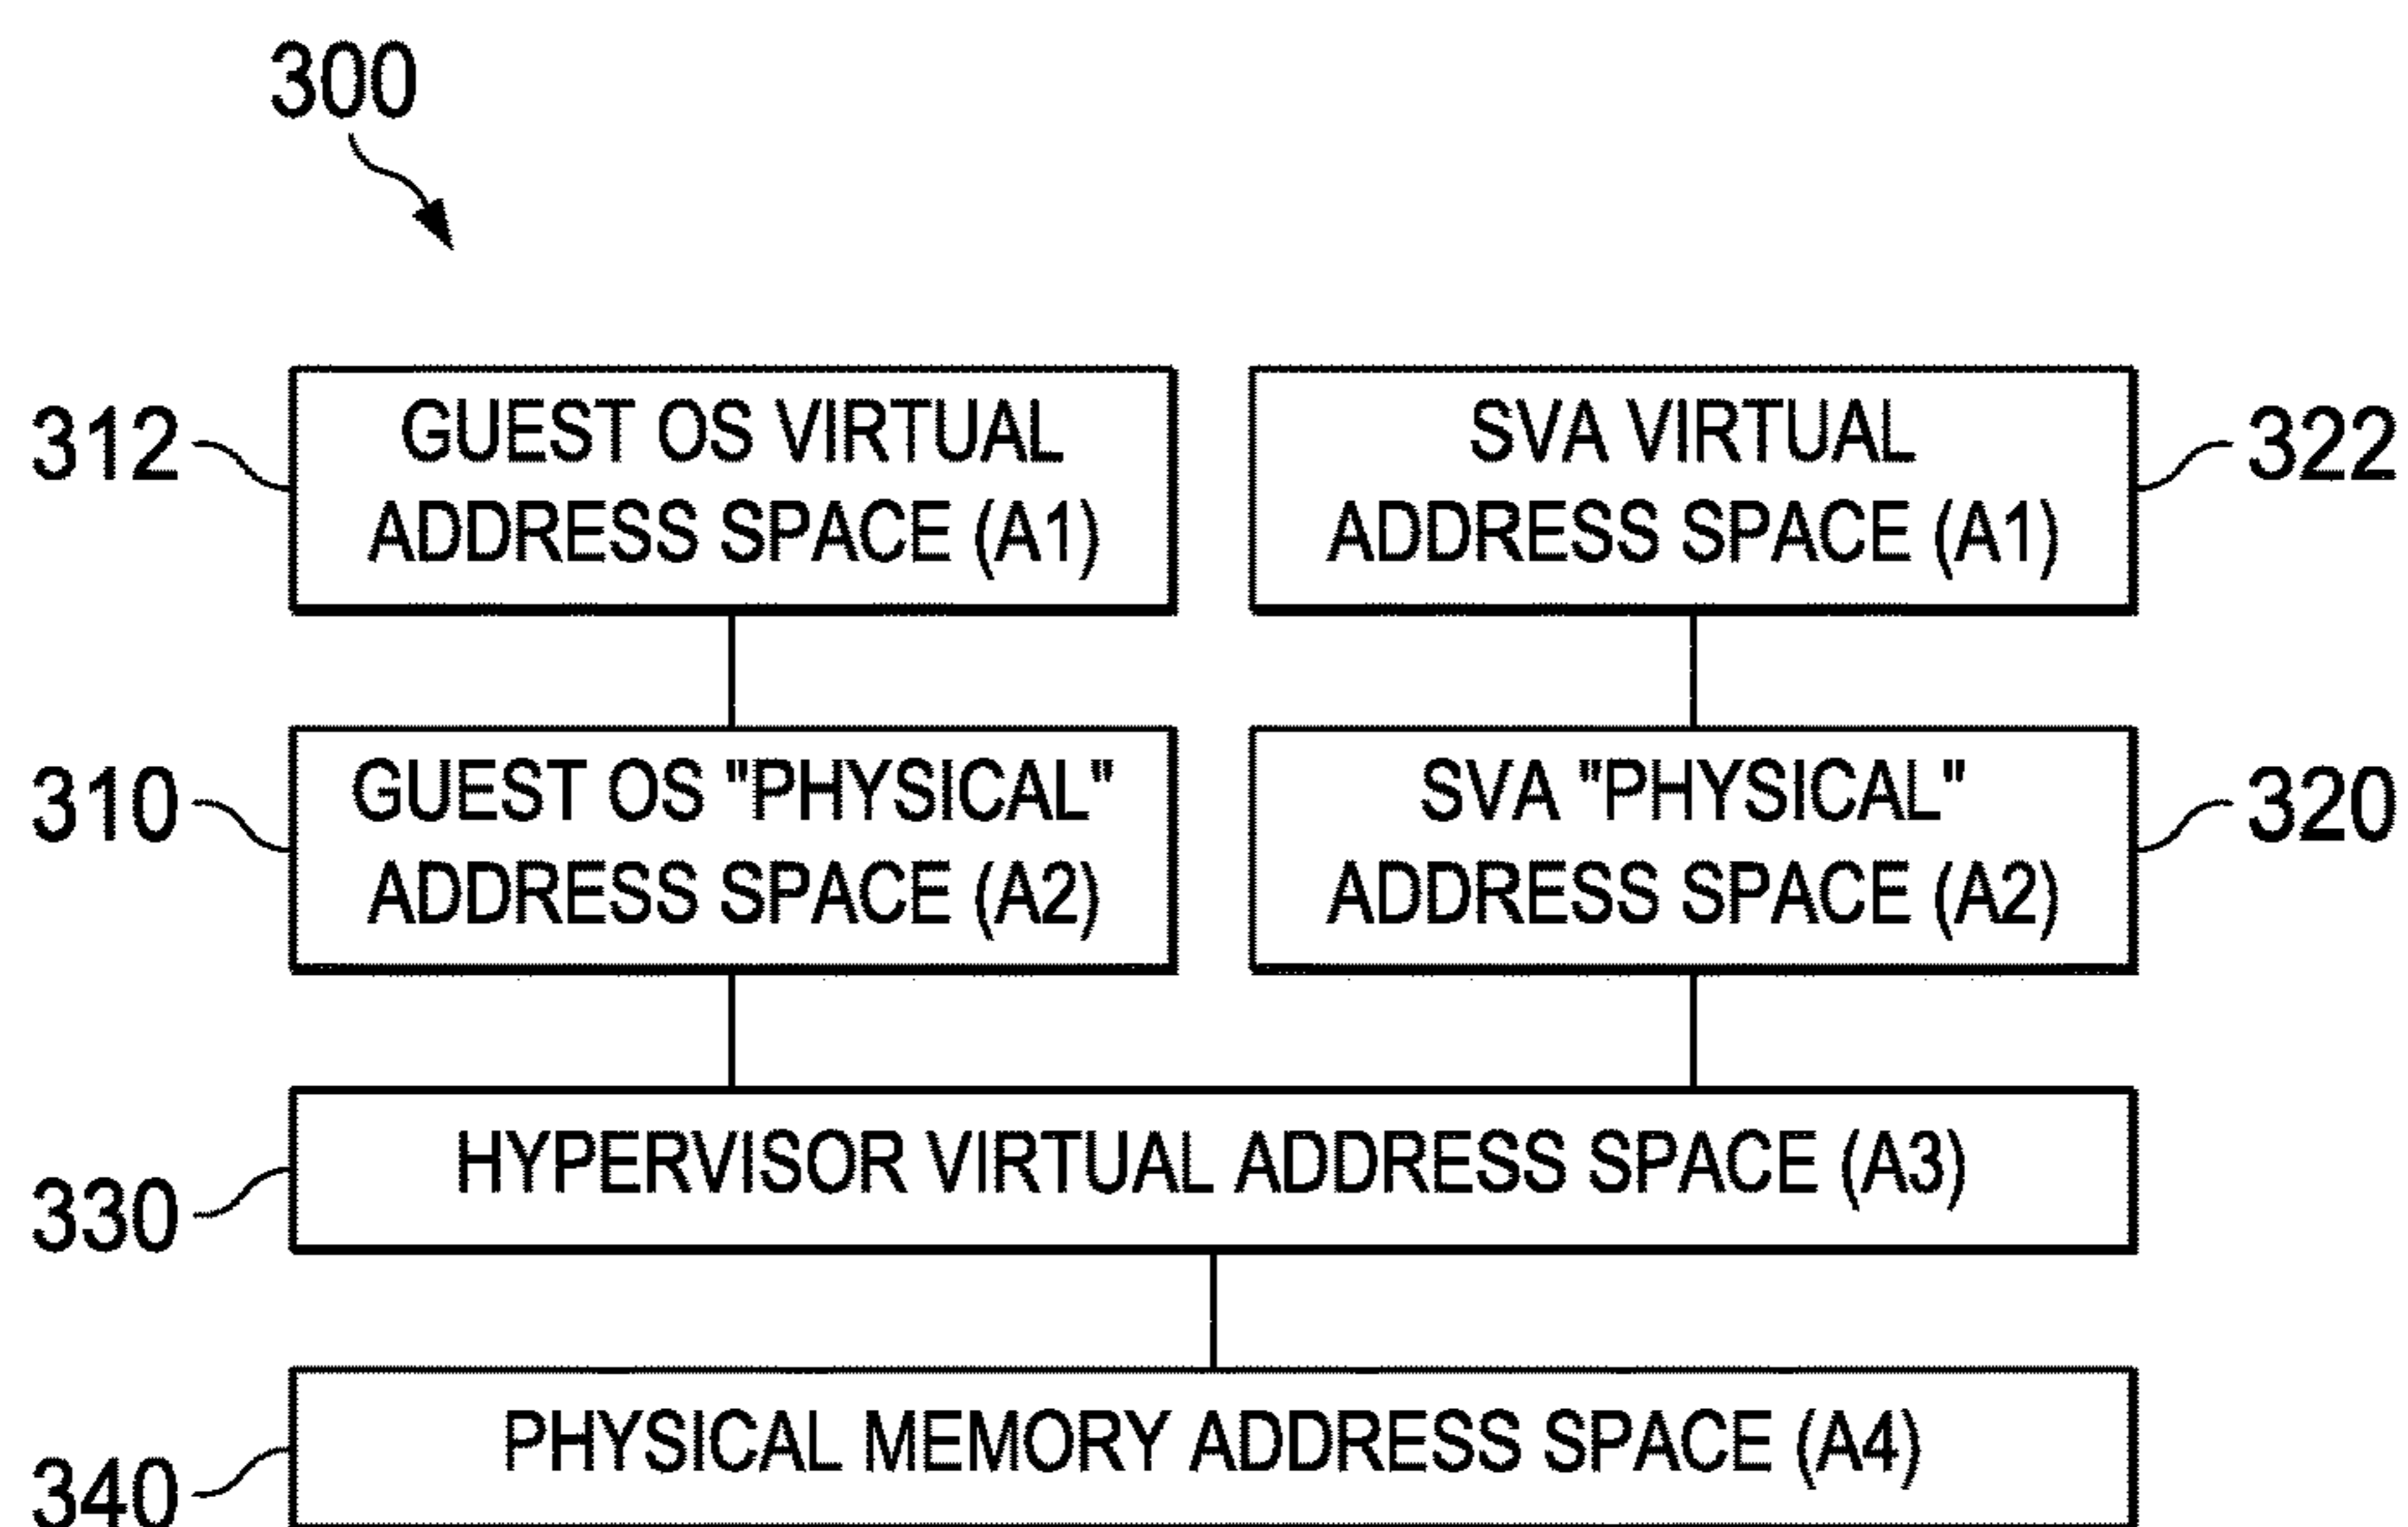 300
312
GUEST OS VIRTUAL
ADDRESS SPACE (A1)
SVA VIRTUAL
ADDRESS SPACE (A1)
322
310
GUEST OS "PHYSICAL"
ADDRESS SPACE (A2)
SVA "PHYSICAL"
ADDRESS SPACE (A2)
320
330
HYPERVISOR VIRTUAL ADDRESS SPACE (A3)
340
PHYSICAL MEMORY ADDRESS SPACE (A4)